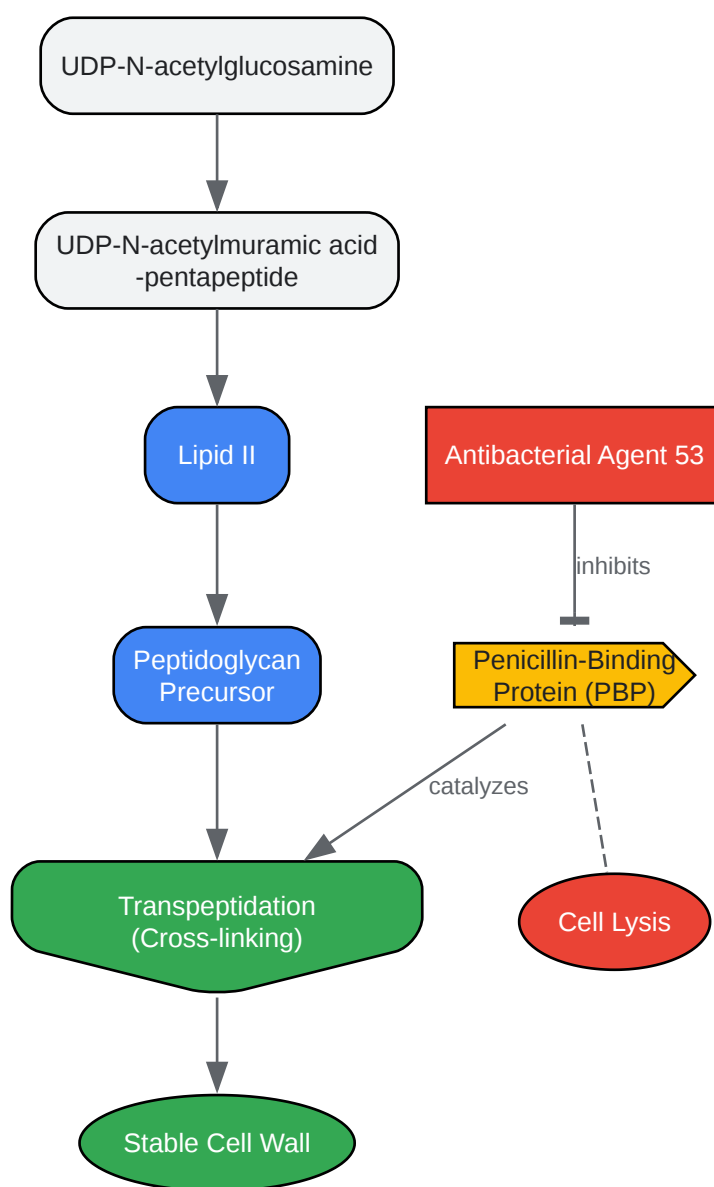 UDP-N-acetylglucosamine
UDP-N-acetylmuramic acid
-pentapeptide
Lipid II
Antibacterial Agent 53
inhibits
Peptidoglycan
Precursor
Penicillin-Binding
Protein (PBP)
catalyzes
Transpeptidation
(Cross-linking)
Cell Lysis
Stable Cell Wall